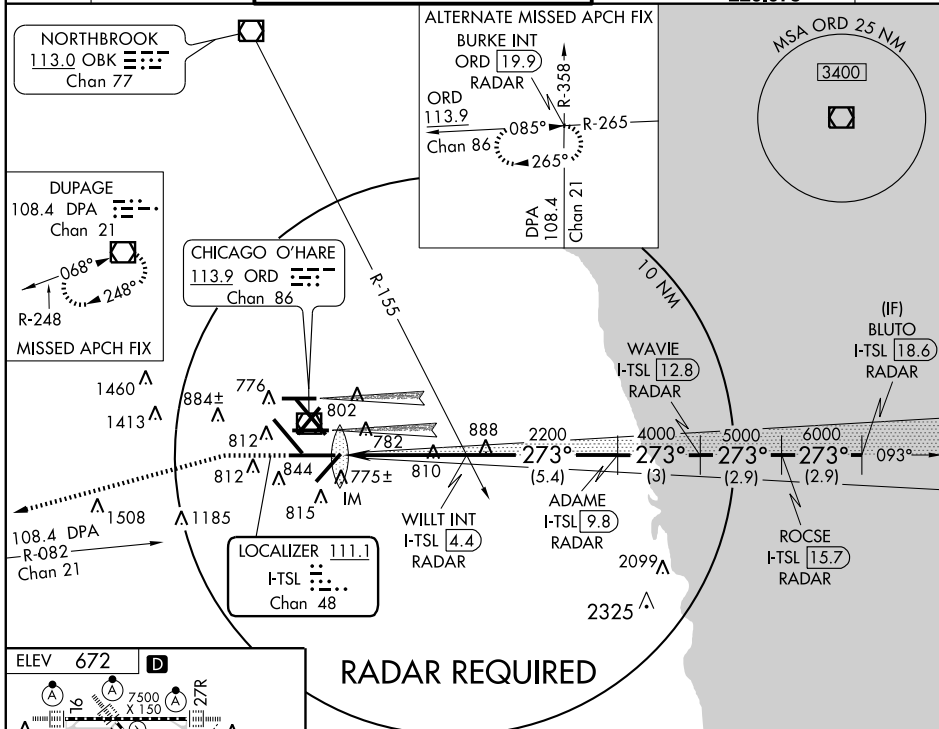 NORTHBROOK
113.0 OBK
Chan 77
ALTERNATE MISSED APCH FIX
BURKE INT
ORD 19.9
RADAR
R-358
ORD
113.9
Chan 86
085°
R-265
265°
DPA
108.4
Chan 21
MSA ORD 25 NM
3400
DUPAGE
108.4 DPA
Chan 21
068°
248°
R-248
MISSED APCH FIX
CHICAGO O'HARE
113.9 ORD
Chan 86
R-155
10 NM
(IF)
BLUTO
I-TSL 18.6
RADAR
WAVIE
I-TSL 12.8
RADAR
1460
1413
884±
776
802
812
782
888
812
844
775±
810
815
IM
2200
4000
5000
6000
273°
273°
273°
273°
093°
(5.4)
(3)
(2.9)
(2.9)
WILLT INT
I-TSL 4.4
RADAR
ADAME
I-TSL 9.8
RADAR
ROCSE
I-TSL 15.7
RADAR
1508
1185
108.4 DPA
R-082
Chan 21
LOCALIZER 111.1
I-TSL
Chan 48
2099
2325
RADAR REQUIRED
ELEV 672 D
A
A
A
16
7500
X 150
27R